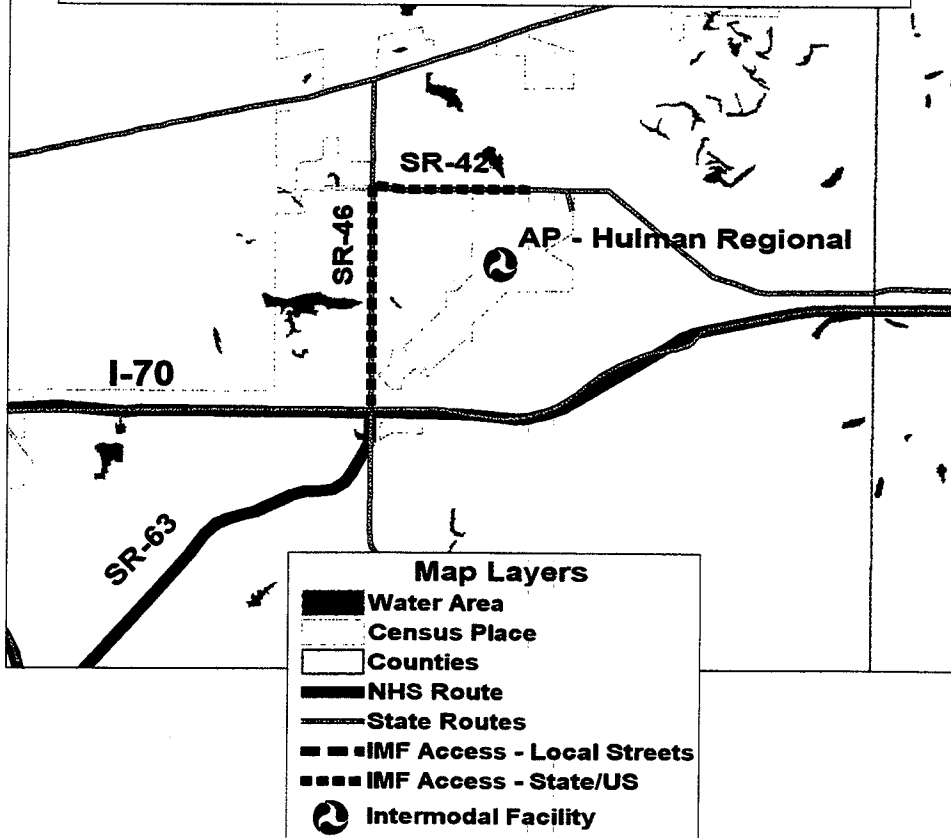 SR-42
SR-46
AP - Hulman Regional
I-70
SR-63
Map Layers
Water Area
Census Place
Counties
NHS Route
State Routes
IMF Access - Local Streets
IMF Access - State/US
Intermodal Facility